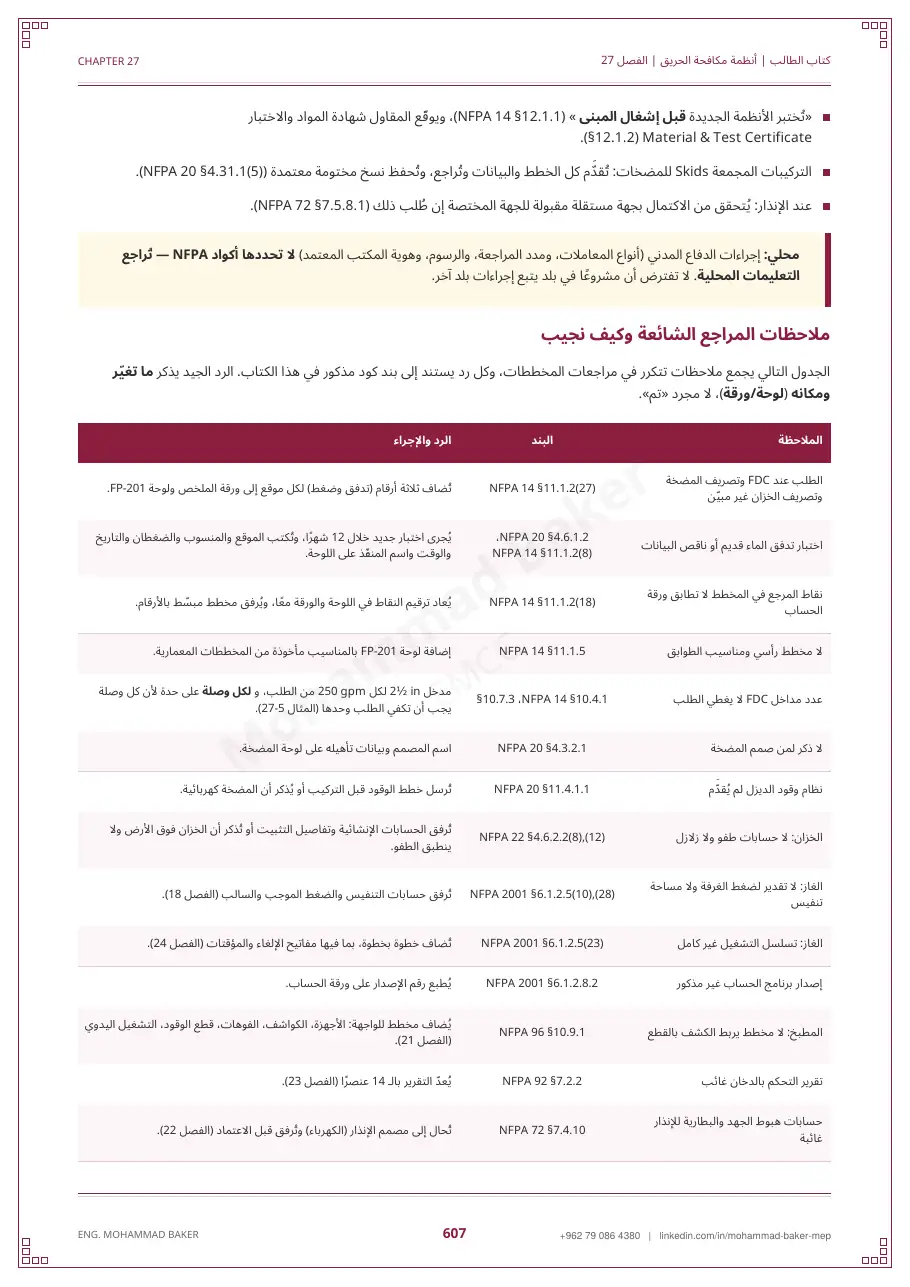 كتاب الطالب | أنظمة مكافحة الحريق | الفصل 27
CHAPTER 27
«تُختبر الأنظمة الجديدة قبل إشغال المبنى » (NFPA 14 §12.1.1)، ويوقّع المقاول شهادة المواد والاختبار
Material & Test Certificate (§12.1.2).
التركيبات المجمعة Skids للمضخات: تُقدَّم كل الخطط والبيانات وتُراجع، وتُحفظ نسخ مختومة معتمدة (NFPA 20 §4.31.1(5)).
عند الإنذار: يُتحقق من الاكتمال بجهة مستقلة مقبولة للجهة المختصة إن طُلب ذلك (NFPA 72 §7.5.8.1).
محلي: إجراءات الدفاع المدني (أنواع المعاملات، ومدد المراجعة، والرسوم، وهوية المكتب المعتمد) لا تحددها أكواد NFPA — تُراجع
التعليمات المحلية. لا تفترض أن مشروعًا في بلد يتبع إجراءات بلد آخر.
ملاحظات المراجع الشائعة وكيف نجيب
الجدول التالي يجمع ملاحظات تتكرر في مراجعات المخططات، وكل رد يستند إلى بند كود مذكور في هذا الكتاب. الرد الجيد يذكر ما تغيّر
ومكانه (لوحة/ورقة)، لا مجرد «تم».
الملاحظة البند الرد والإجراء
الطلب عند FDC وتصريف المضخة
وتصريف الخزان غير مبيّن
NFPA 14 §11.1.2(27)
تُضاف ثلاثة أرقام (تدفق وضغط) لكل موقع إلى ورقة الملخص ولوحة FP-201.
اختبار تدفق الماء قديم أو ناقص البيانات
NFPA 20 §4.6.1.2،
NFPA 14 §11.1.2(8)
يُجرى اختبار جديد خلال 12 شهرًا، وتُكتب الموقع والمنسوب والضغطان والتاريخ
والوقت واسم المنفّذ على اللوحة.
نقاط المرجع في المخطط لا تطابق ورقة
الحساب
NFPA 14 §11.1.2(18)
يُعاد ترقيم النقاط في اللوحة والورقة معًا، ويُرفق مخطط مبسّط بالأرقام.
لا مخطط رأسي ومناسيب الطوابق
NFPA 14 §11.1.5
إضافة لوحة FP-201 بالمناسيب مأخوذة من المخططات المعمارية.
عدد مداخل FDC لا يغطي الطلب
NFPA 14 §10.4.1، §10.7.3
مدخل 2½ in لكل 250 gpm من الطلب، و لكل وصلة على حدة لأن كل وصلة
يجب أن تكفي الطلب وحدها (المثال 5-27).
لا ذكر لمن صمم المضخة
NFPA 20 §4.3.2.1
اسم المصمم وبيانات تأهيله على لوحة المضخة.
نظام وقود الديزل لم يُقدَّم
NFPA 20 §11.4.1.1
تُرسل خطط الوقود قبل التركيب أو يُذكر أن المضخة كهربائية.
الخزان: لا حسابات طفو ولا زلازل
NFPA 22 §4.6.2.2(8),(12)
تُرفق الحسابات الإنشائية وتفاصيل التثبيت أو تُذكر أن الخزان فوق الأرض ولا
ينطبق الطفو.
الغاز: لا تقدير لضغط الغرفة ولا مساحة
تنفيس
NFPA 2001 §6.1.2.5(10),(28)
تُرفق حسابات التنفيس والضغط الموجب والسالب (الفصل 18).
الغاز: تسلسل التشغيل غير كامل
NFPA 2001 §6.1.2.5(23)
تُضاف خطوة بخطوة، بما فيها مفاتيح الإلغاء والمؤقتات (الفصل 24).
إصدار برنامج الحساب غير مذكور
NFPA 2001 §6.1.2.8.2
يُطبع رقم الإصدار على ورقة الحساب.
المطبخ: لا مخطط يربط الكشف بالقطع
NFPA 96 §10.9.1
يُضاف مخطط للواجهة: الأجهزة، الكواشف، الفوهات، قطع الوقود، التشغيل اليدوي
(الفصل 21).
تقرير التحكم بالدخان غائب
NFPA 92 §7.2.2
يُعدّ التقرير بالـ 14 عنصرًا (الفصل 23).
حسابات هبوط الجهد والبطارية للإنذار
غائبة
NFPA 72 §7.4.10
تُحال إلى مصمم الإنذار (الكهرباء) وتُرفق قبل الاعتماد (الفصل 22).
Mohammad Baker
ENG. MOHAMMAD BAKER
607
+962 79 086 4380 | linkedin.com/in/mohammad-baker-mep